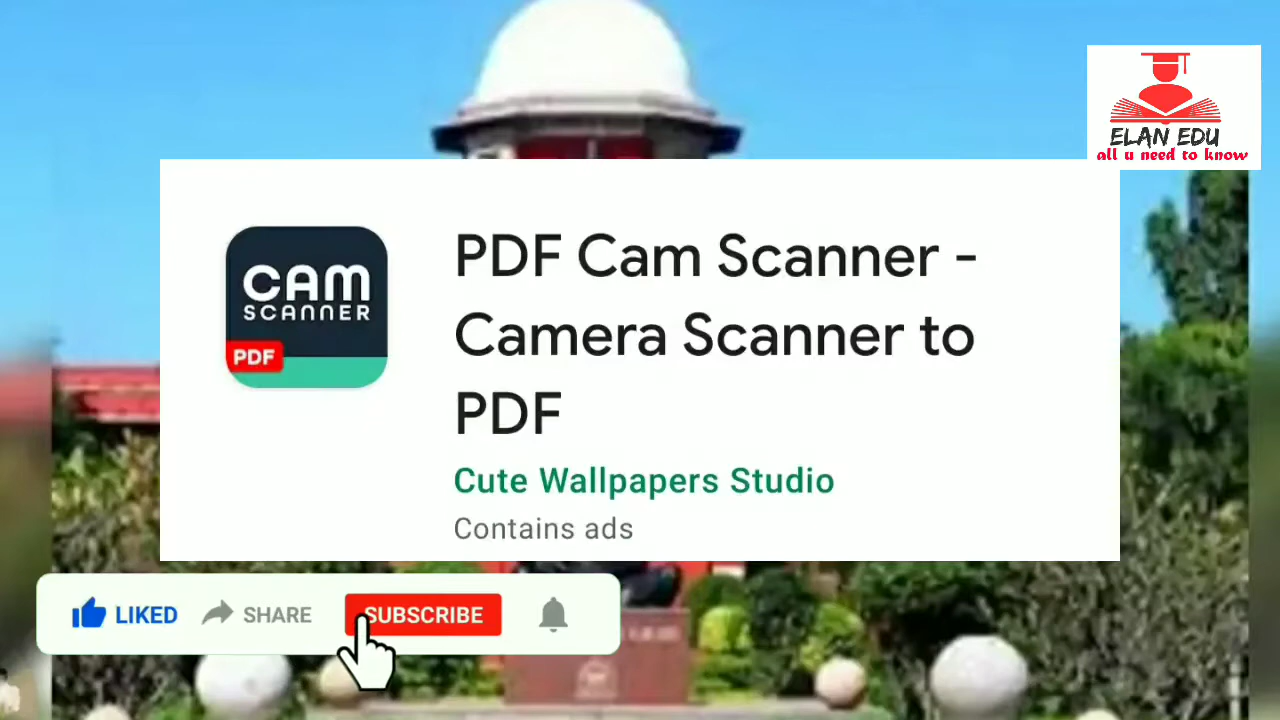 ELAN EDU
all u need to know
CAM
SCANNER
PDF
PDF Cam Scanner -
Camera Scanner to
PDF
Cute Wallpapers Studio
Contains ads
LIKED
SHARE
SUBSCRIBE